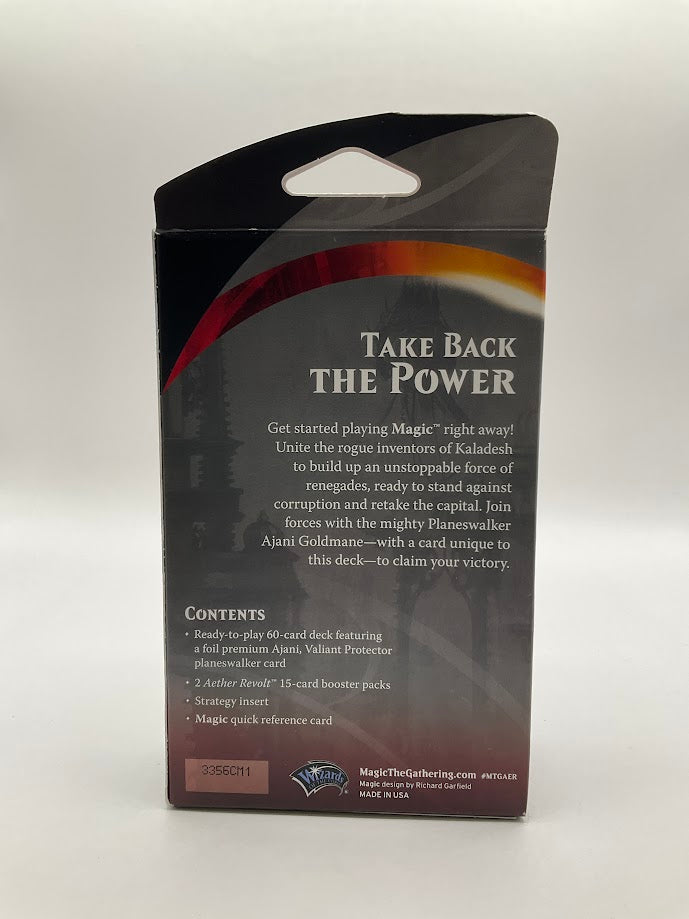 TAKE BACK
THE POWER
Get started playing Magic™ right away!
Unite the rogue inventors of Kaladesh
to build up an unstoppable force of
renegades, ready to stand against
corruption and retake the capital. Join
forces with the mighty Planeswalker
Ajani Goldmane—with a card unique to
this deck—to claim your victory.
CONTENTS
• Ready-to-play 60-card deck featuring
a foil premium Ajani, Valiant Protector
planeswalker card
• 2 Aether Revolt™ 15-card booster packs
• Strategy insert
• Magic quick reference card
3356CM1
Wizards
®
MagicTheGathering.com #MTGAER
Magic design by Richard Garfield
MADE IN USA